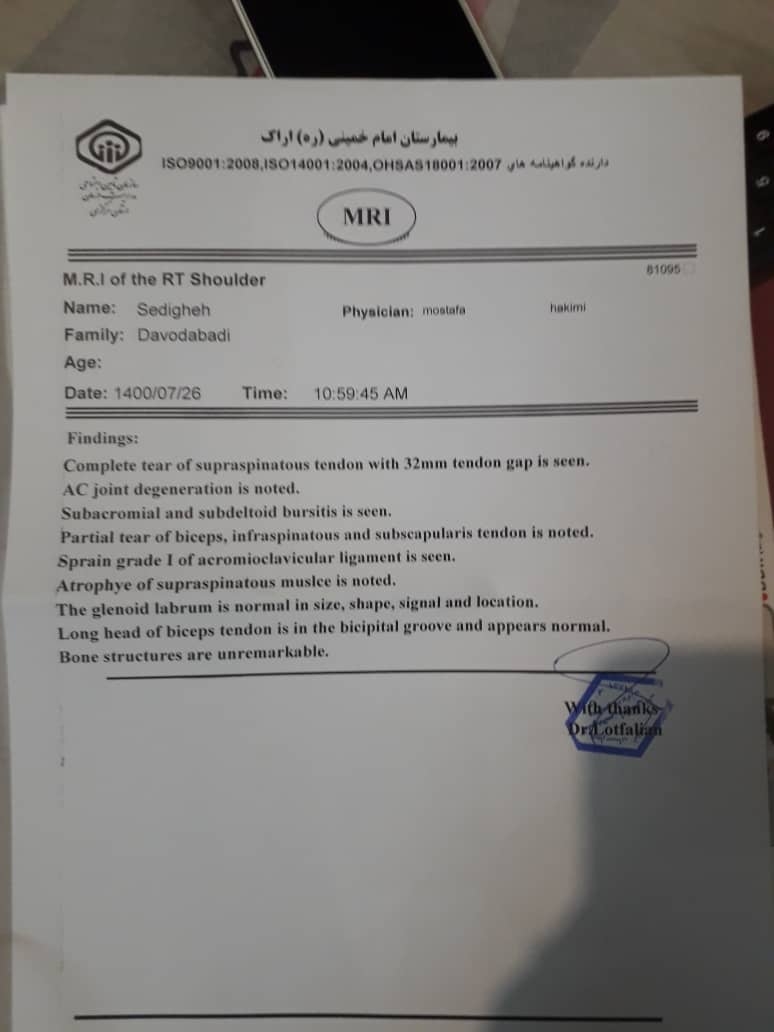 بیمارستان امام خمینی (ره) اراک
دارنده گواهینامه های ISO9001:2008,ISO14001:2004,OHSAS18001:2007
سازمان تامین اجتماعی
MRI
81095
M.R.I of the RT Shoulder
Name: Sedigheh Physician: mostafa hakimi
Family: Davodabadi
Age:
Date: 1400/07/26 Time: 10:59:45 AM
Findings:
Complete tear of supraspinatous tendon with 32mm tendon gap is seen.
AC joint degeneration is noted.
Subacromial and subdeltoid bursitis is seen.
Partial tear of biceps, infraspinatous and subscapularis tendon is noted.
Sprain grade I of acromioclavicular ligament is seen.
Atrophye of supraspinatous muslce is noted.
The glenoid labrum is normal in size, shape, signal and location.
Long head of biceps tendon is in the bicipital groove and appears normal.
Bone structures are unremarkable.
With thanks
Dr.Lotfalian